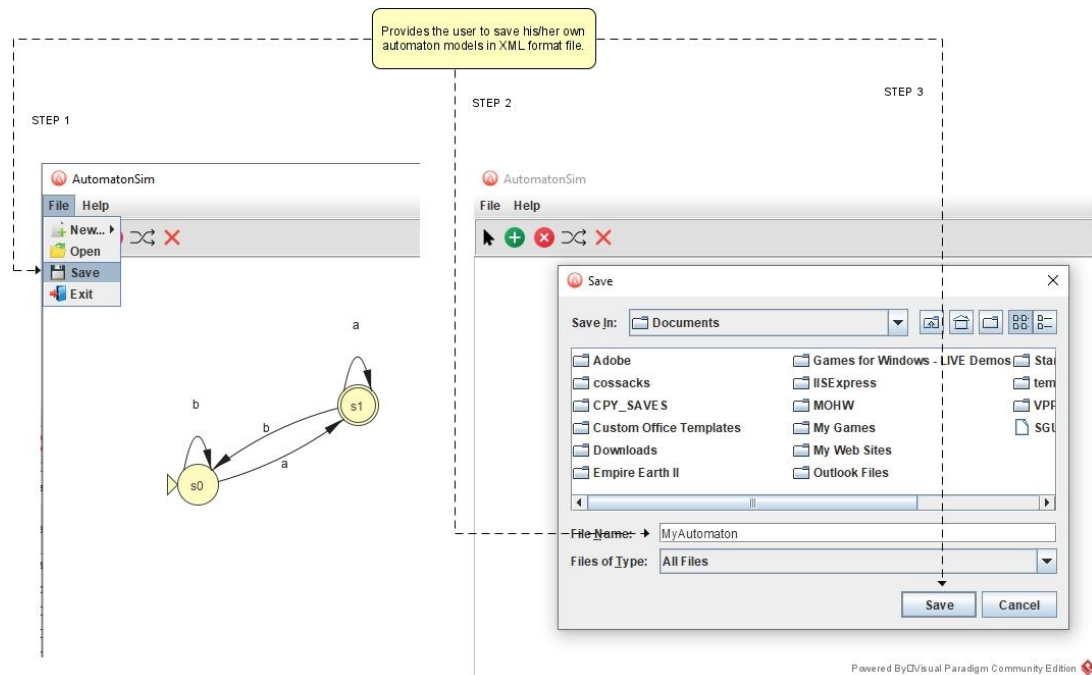 Provides the user to save his/her own
automaton models in XML format file.
STEP 1
STEP 2
STEP 3
AutomatonSim
File Help
New...
Open
Save
Exit
a
s1
b
b
a
s0
AutomatonSim
File Help
Save
Save In: Documents
Adobe
cossacks
CPY_SAVES
Custom Office Templates
Downloads
Empire Earth II
Games for Windows - LIVE Demos
IISExpress
MOHW
My Games
My Web Sites
Outlook Files
Star
tem
VPP
SGU
File Name: MyAutomaton
Files of Type: All Files
Save Cancel
Powered By Visual Paradigm Community Edition